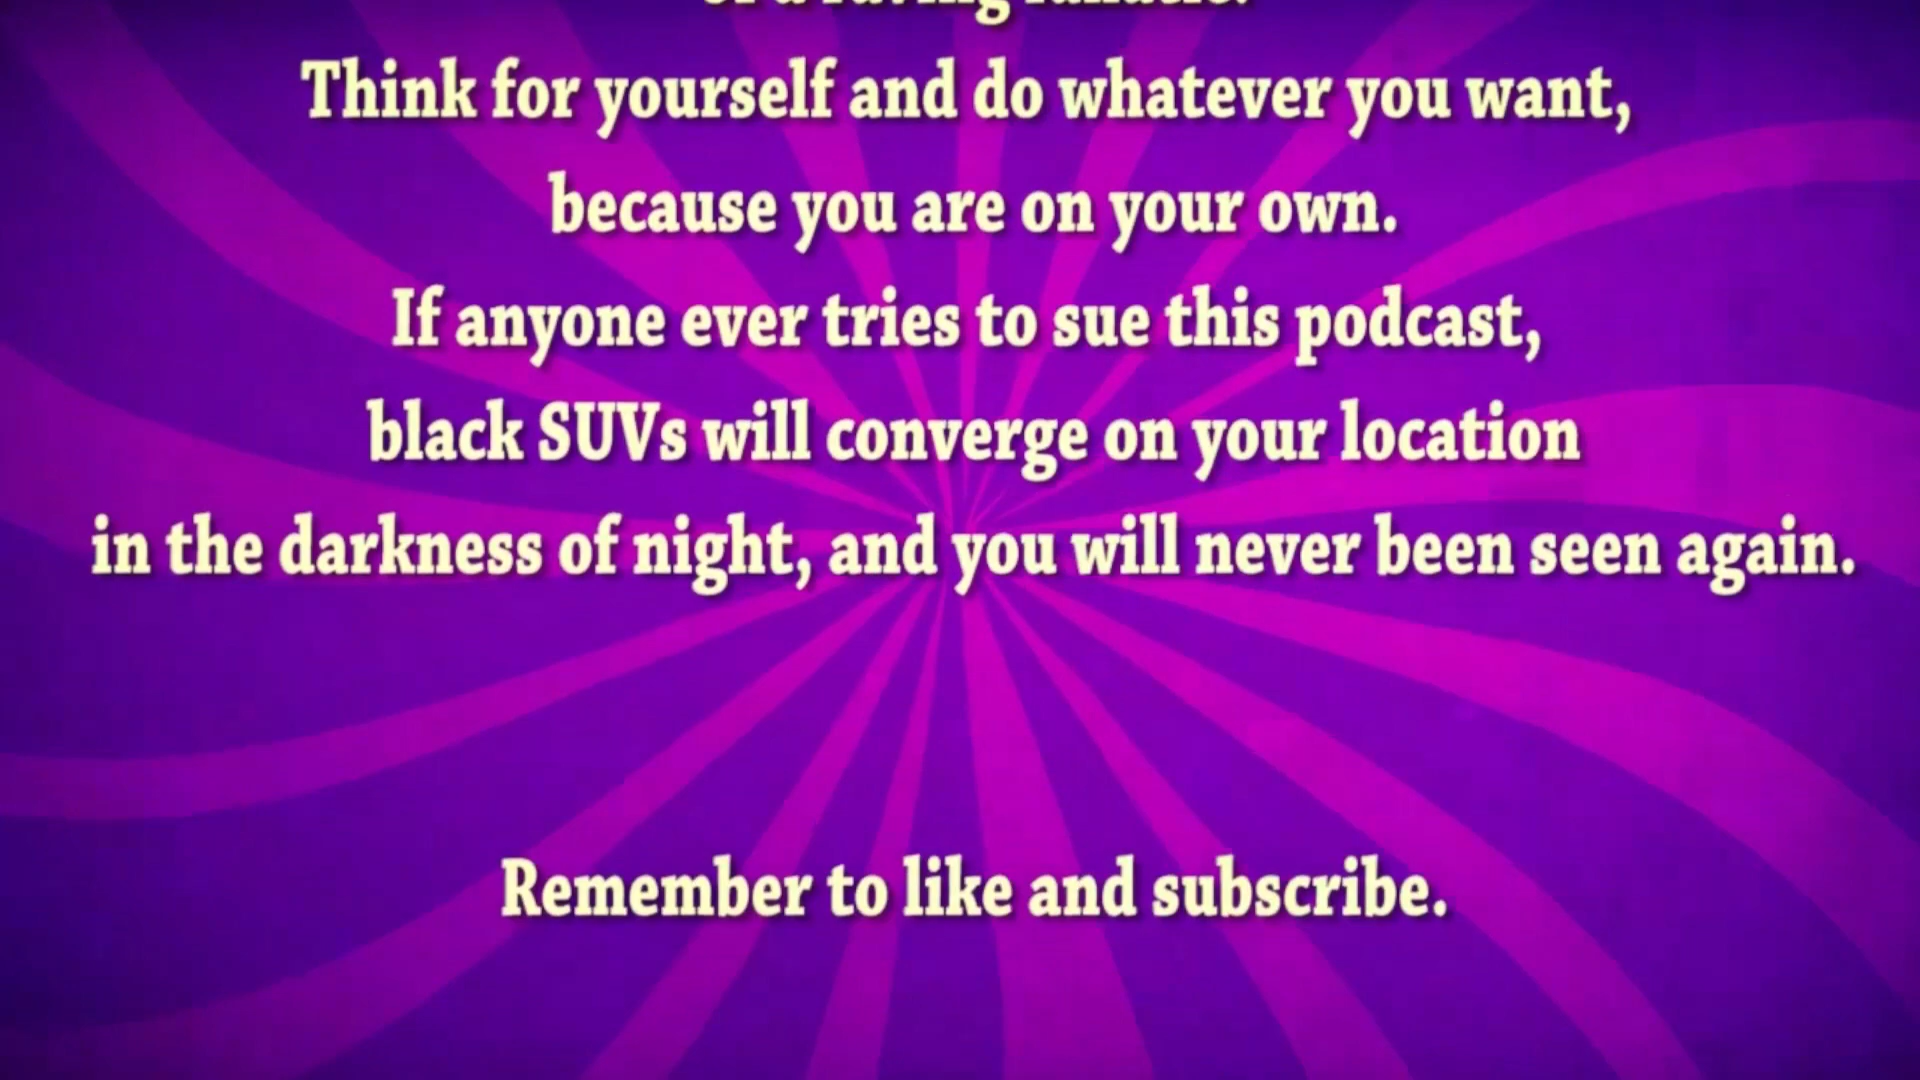 Think for yourself and do whatever you want,
because you are on your own.
If anyone ever tries to sue this podcast,
black SUVs will converge on your location
in the darkness of night, and you will never been seen again.
Remember to like and subscribe.